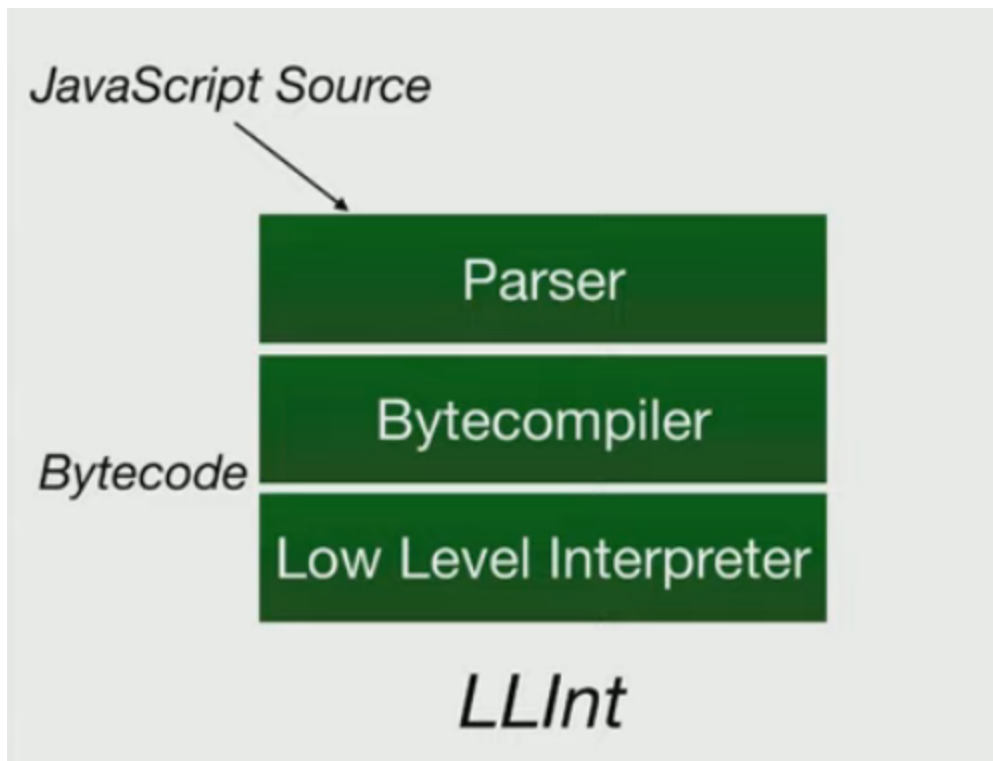 JavaScript Source
Parser
Bytecompiler
Bytecode
Low Level Interpreter
LLInt